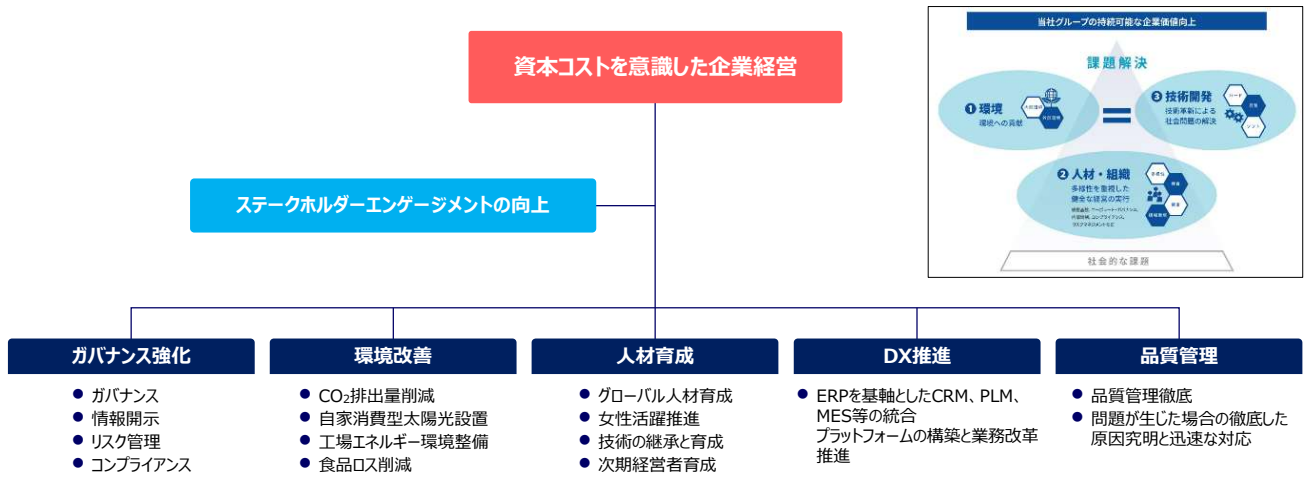 資本コストを意識した企業経営
ステークホルダーエンゲージメントの向上
当社グループの持続可能な企業価値向上
課題解決
❶ 環境
環境への貢献
❸ 技術開発
技術革新による
社会問題の解決
❷ 人材・組織
多様性を重視した
健全な経営の実行
社会的な課題
ガバナンス強化
● ガバナンス
● 情報開示
● リスク管理
● コンプライアンス
環境改善
● CO₂排出量削減
● 自家消費型太陽光設置
● 工場エネルギー環境整備
● 食品ロス削減
人材育成
● グローバル人材育成
● 女性活躍推進
● 技術の継承と育成
● 次期経営者育成
DX推進
● ERPを基軸としたCRM、PLM、
MES等の統合
プラットフォームの構築と業務改革
推進
品質管理
● 品質管理徹底
● 問題が生じた場合の徹底した
原因究明と迅速な対応